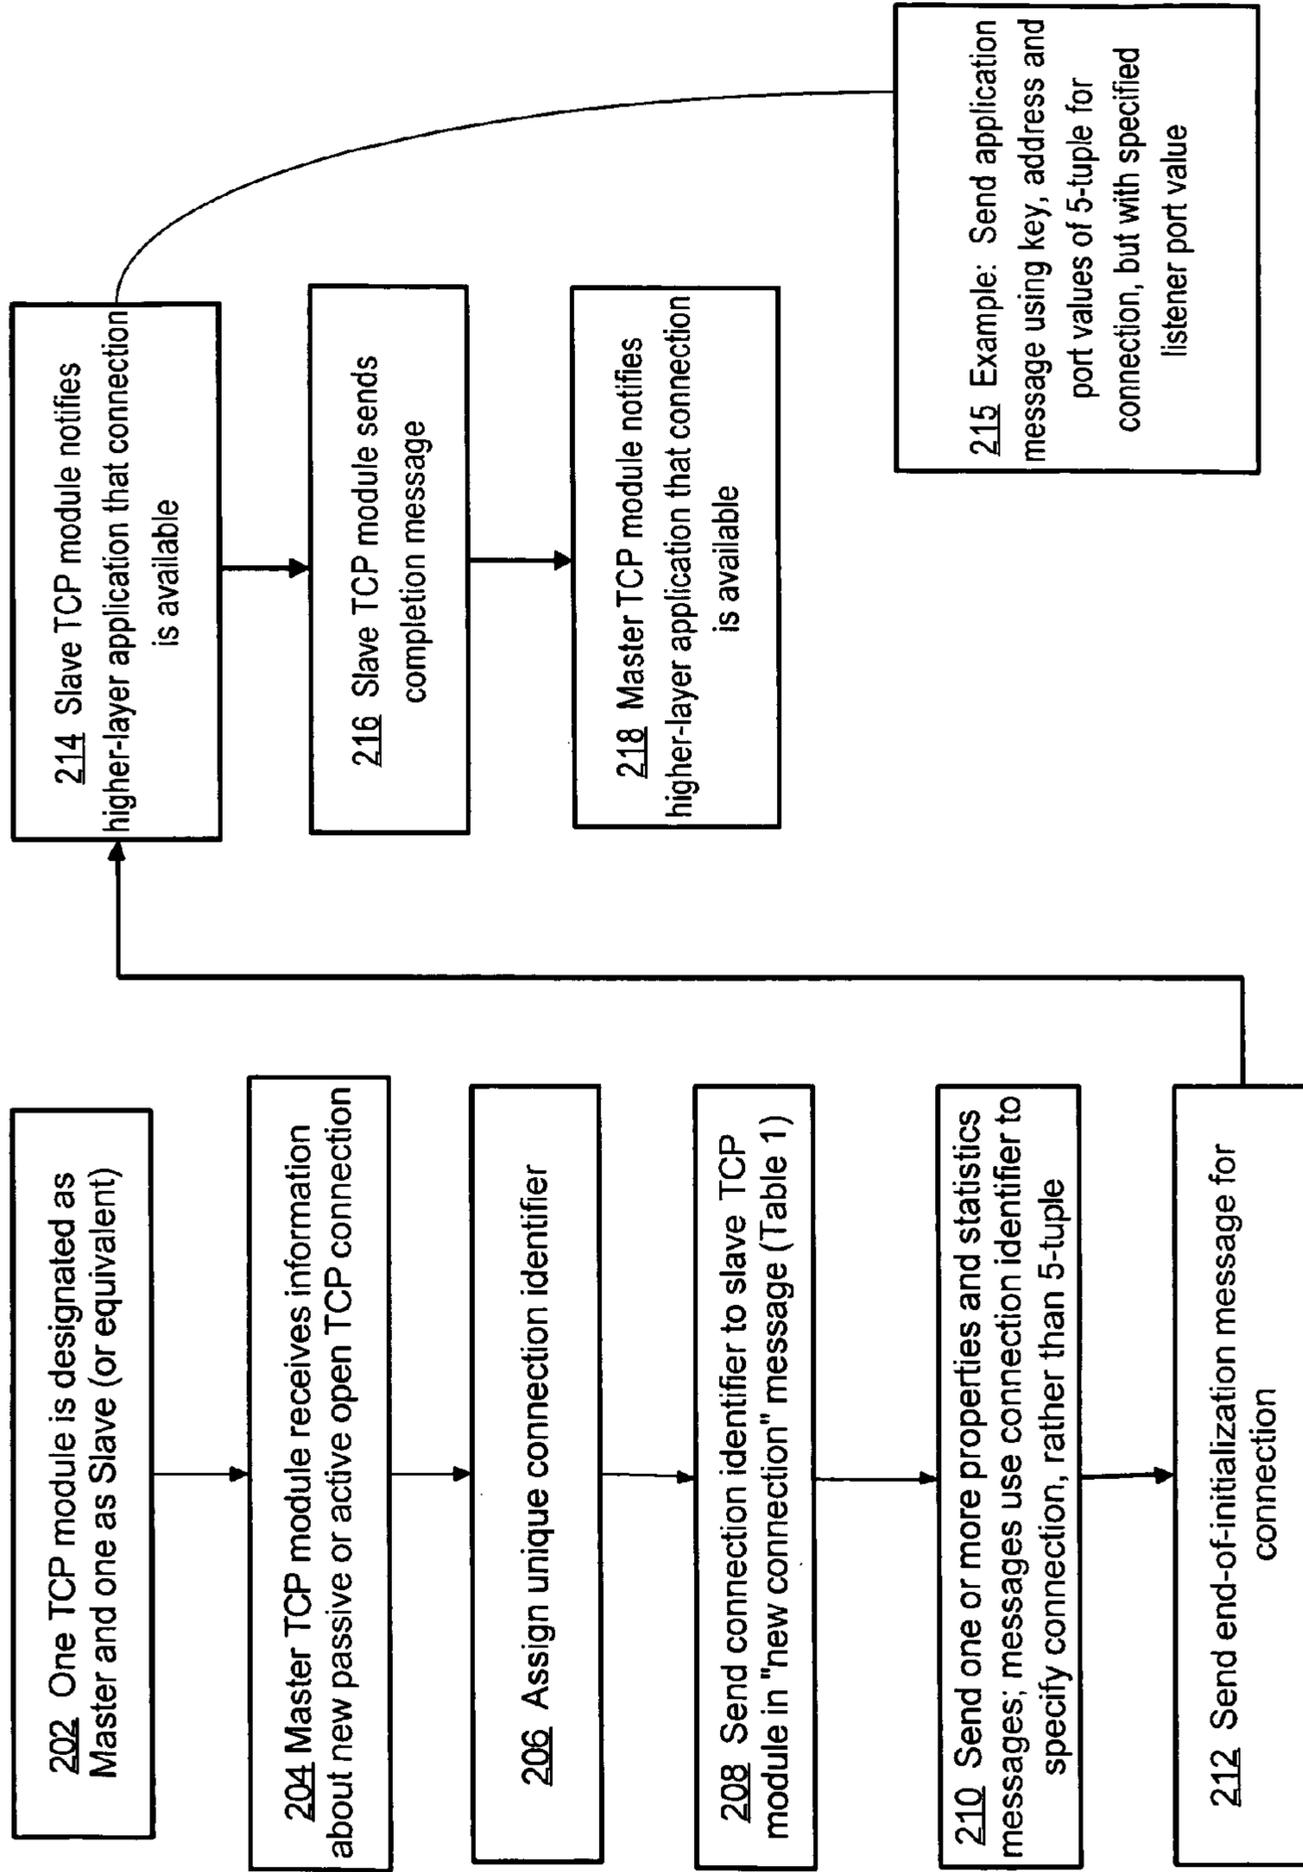 202 One TCP module is designated as
Master and one as Slave (or equivalent)
204 Master TCP module receives information
about new passive or active open TCP connection
206 Assign unique connection identifier
208 Send connection identifier to slave TCP
module in "new connection" message (Table 1)
210 Send one or more properties and statistics
messages; messages use connection identifier to
specify connection, rather than 5-tuple
212 Send end-of-initialization message for
connection
214 Slave TCP module notifies
higher-layer application that connection
is available
216 Slave TCP module sends
completion message
218 Master TCP module notifies
higher-layer application that connection
is available
215 Example: Send application
message using key, address and
port values of 5-tuple for
connection, but with specified
listener port value